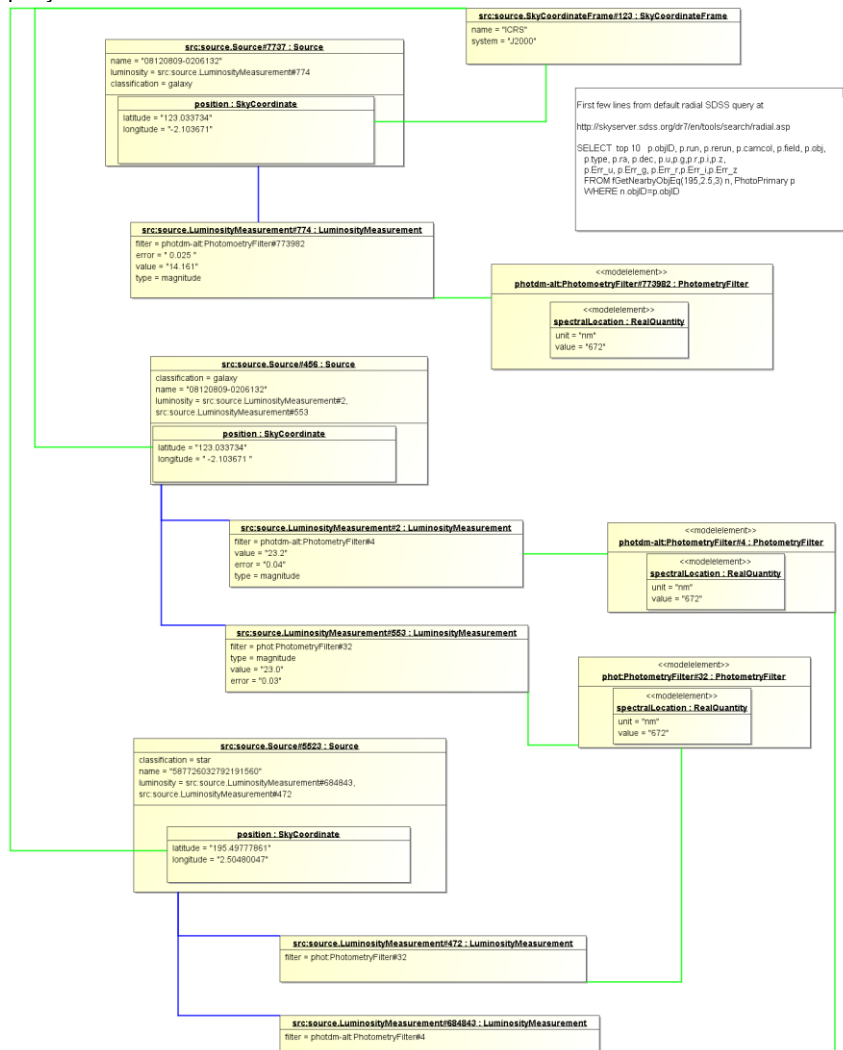 src:source.SkyCoordinateFrame#123 : SkyCoordinateFrame
name = "ICRS"
system = "J2000"
src:source.Source#7737 : Source
name = "08120809-0206132"
luminosity = src:source.LuminosityMeasurement#774
classification = galaxy
position : SkyCoordinate
latitude = "123.033734"
longitude = "-2.103671"
First few lines from default radial SDSS query at
http://skyserver.sdss.org/dr7/en/tools/search/radial.asp
SELECT top 10 p.objID, p.run, p.rerun, p.camcol, p.field, p.obj,
p.type, p.ra, p.dec, p.u,p.g,p.r,p.i,p.z,
p.Err_u, p.Err_g, p.Err_r,p.Err_i,p.Err_z
FROM fGetNearbyObjEq(195,2.5,3) n, PhotoPrimary p
WHERE n.objID=p.objID
src:source.LuminosityMeasurement#774 : LuminosityMeasurement
filter = photdm-alt:PhotomoetryFilter#773982
error = " 0.025 "
value = "14.161"
type = magnitude
<<modelelement>>
photdm-alt:PhotomoetryFilter#773982 : PhotometryFilter
<<modelelement>>
spectralLocation : RealQuantity
unit = "nm"
value = "672"
src:source.Source#456 : Source
classification = galaxy
name = "08120809-0206132"
luminosity = src:source.LuminosityMeasurement#2,
src:source.LuminosityMeasurement#553
position : SkyCoordinate
latitude = "123.033734"
longitude = " -2.103671 "
src:source.LuminosityMeasurement#2 : LuminosityMeasurement
filter = photdm-alt:PhotometryFilter#4
value = "23.2"
error = "0.04"
type = magnitude
<<modelelement>>
photdm-alt:PhotometryFilter#4 : PhotometryFilter
<<modelelement>>
spectralLocation : RealQuantity
unit = "nm"
value = "672"
src:source.LuminosityMeasurement#553 : LuminosityMeasurement
filter = phot:PhotometryFilter#32
type = magnitude
value = "23.0"
error = "0.03"
<<modelelement>>
phot:PhotometryFilter#32 : PhotometryFilter
<<modelelement>>
spectralLocation : RealQuantity
unit = "nm"
value = "672"
src:source.Source#5523 : Source
classification = star
name = "587726032792191560"
luminosity = src:source.LuminosityMeasurement#684843,
src:source.LuminosityMeasurement#472
position : SkyCoordinate
latitude = "195.49777861"
longitude = "2.50480047"
src:source.LuminosityMeasurement#472 : LuminosityMeasurement
filter = phot:PhotometryFilter#32
src:source.LuminosityMeasurement#684843 : LuminosityMeasurement
filter = photdm-alt:PhotometryFilter#4